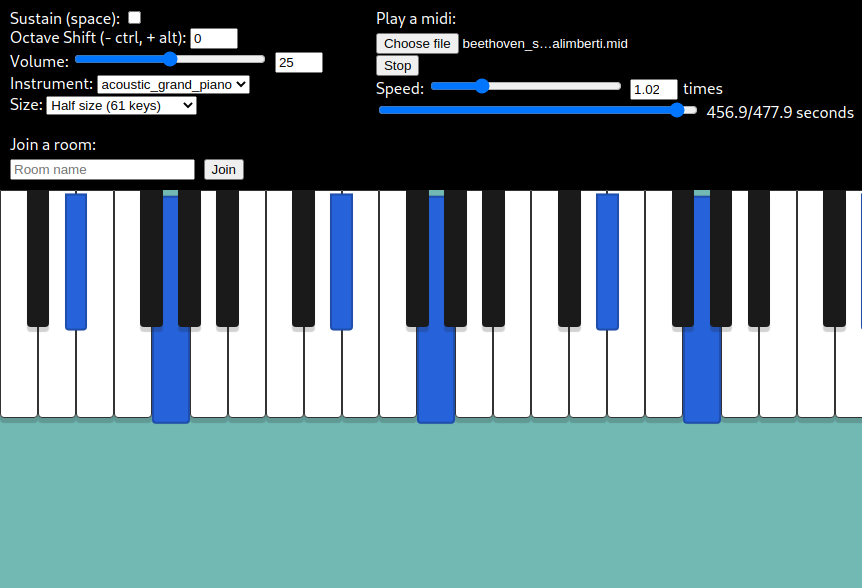 Sustain (space):
Octave Shift (- ctrl, + alt): 0
Volume: 25
Instrument: acoustic_grand_piano
Size: Half size (61 keys)
Join a room:
Room name Join
Play a midi:
Choose file beethoven_s…alimberti.mid
Stop
Speed: 1.02 times
456.9/477.9 seconds